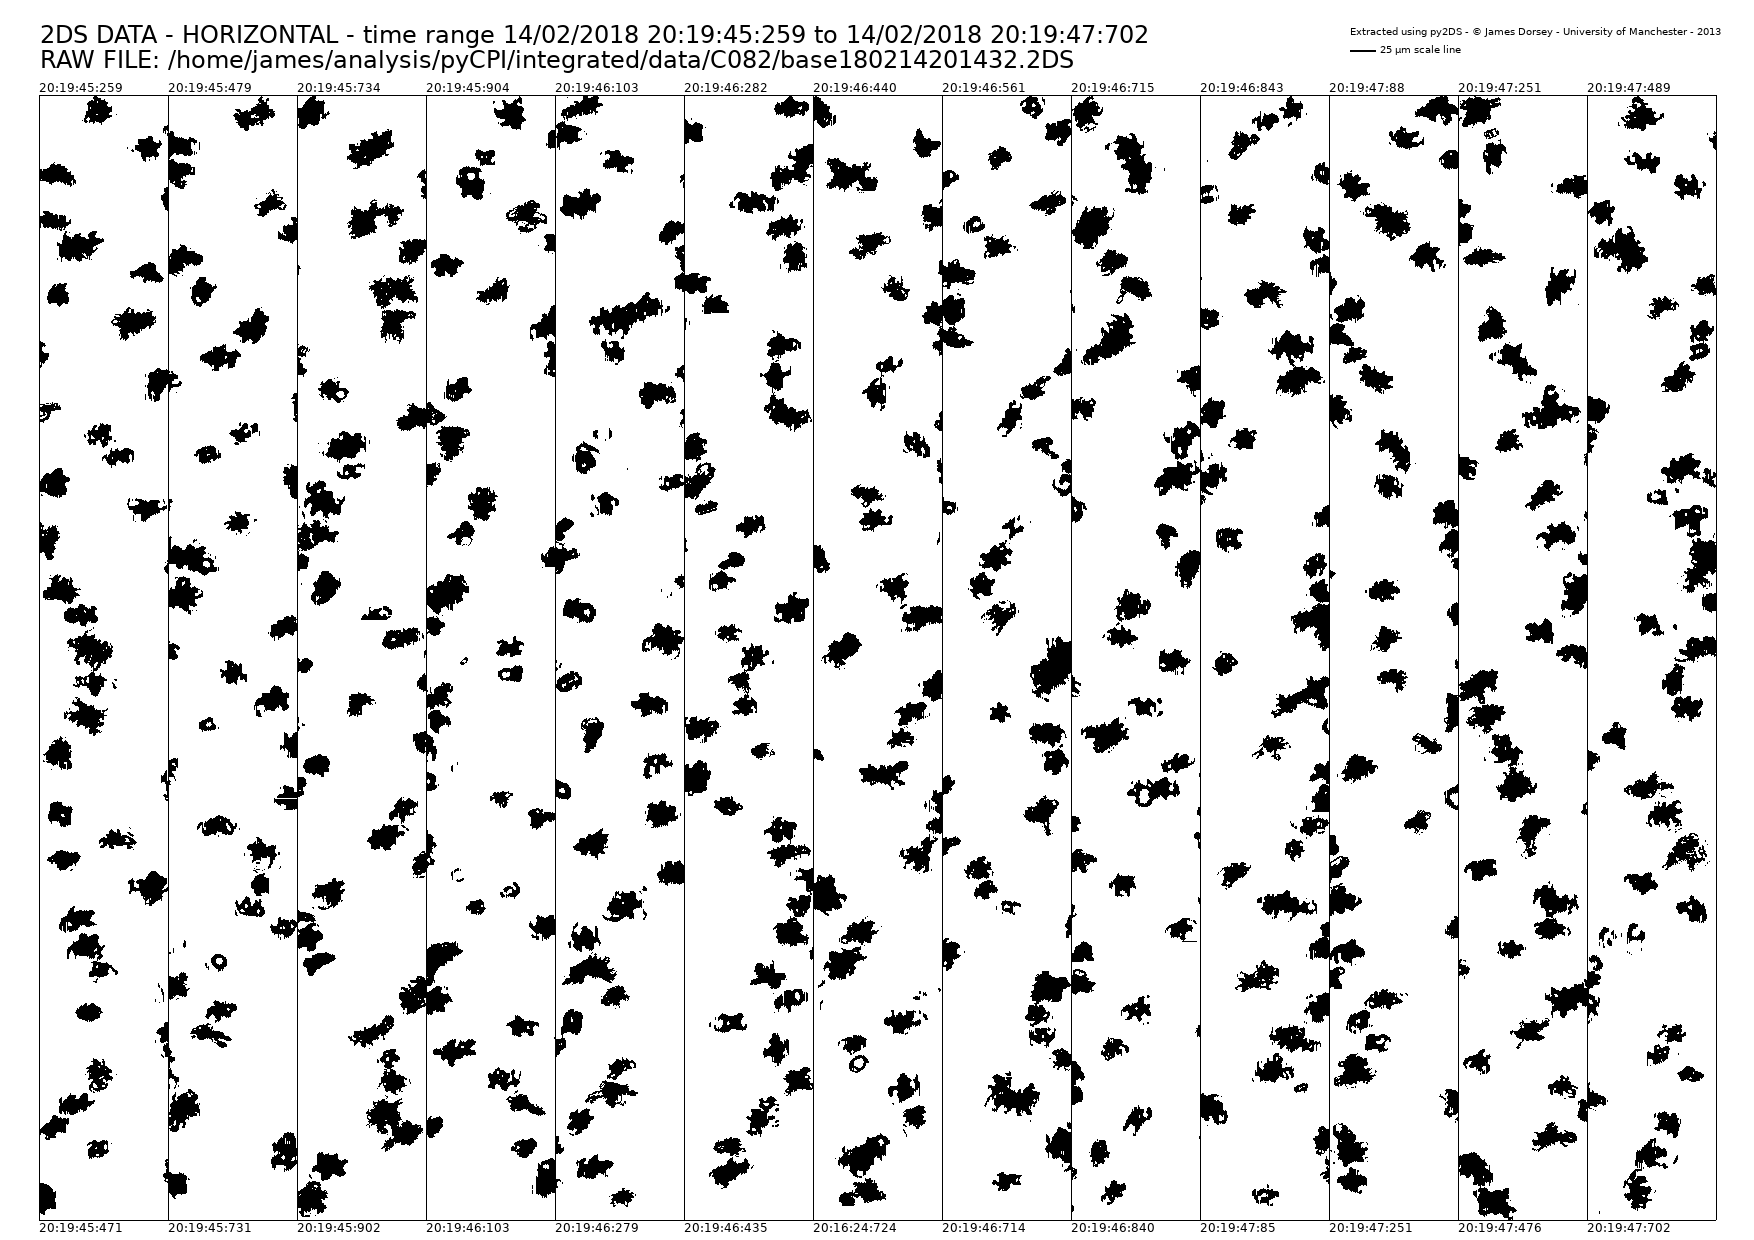 2DS DATA - HORIZONTAL - time range 14/02/2018 20:19:45:259 to 14/02/2018 20:19:47:702
RAW FILE: /home/james/analysis/pyCPI/integrated/data/C082/base180214201432.2DS
Extracted using py2DS - © James Dorsey - University of Manchester - 2013
25 μm scale line
20:19:45:259 20:19:45:479 20:19:45:734 20:19:45:904 20:19:46:103 20:19:46:282 20:19:46:440 20:19:46:561 20:19:46:715 20:19:46:843 20:19:47:88 20:19:47:251 20:19:47:489
20:19:45:471 20:19:45:731 20:19:45:902 20:19:46:103 20:19:46:279 20:19:46:435 20:16:24:724 20:19:46:714 20:19:46:840 20:19:47:85 20:19:47:251 20:19:47:476 20:19:47:702